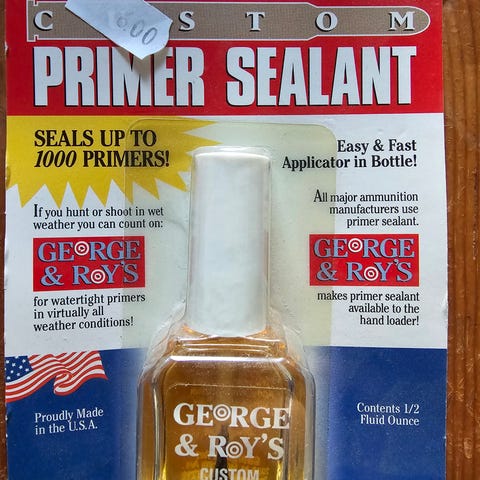 C STOM
PRIMER SEALANT
SEALS UP TO
1000 PRIMERS!
Easy & Fast
Applicator in Bottle!
If you hunt or shoot in wet
weather you can count on:
GEORGE
& ROY'S
for watertight primers
in virtually all
weather conditions!
All major ammunition
manufacturers use
primer sealant.
GEORGE
& ROY'S
makes primer sealant
available to the
hand loader!
Proudly Made
in the U.S.A.
Contents 1/2
Fluid Ounce
GEORGE
& ROY'S
CUSTOM